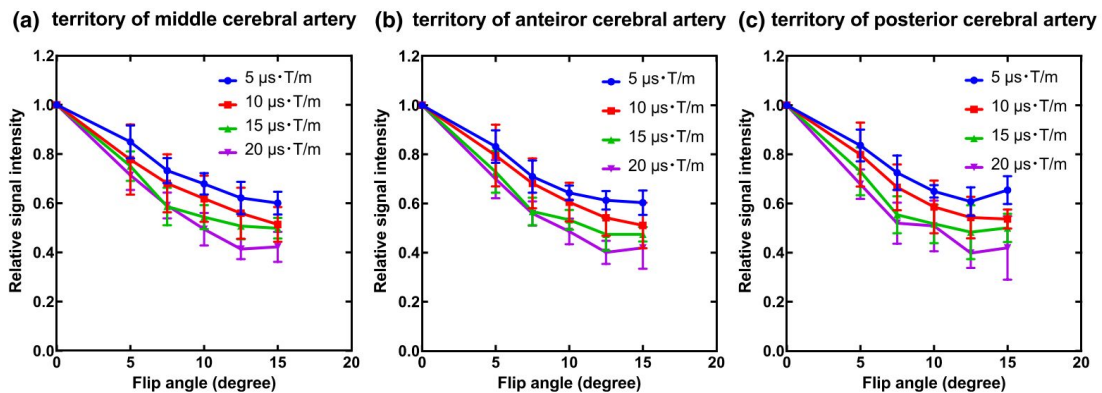 (a) territory of middle cerebral artery
1.2
1.0
0.8
0.6
0.4
0.2
0.0
Relative signal intensity
5 µs・T/m
10 µs・T/m
15 µs・T/m
20 µs・T/m
0 5 10 15 20
Flip angle (degree)
(b) territory of anteiror cerebral artery
1.2
1.0
0.8
0.6
0.4
0.2
0.0
Relative signal intensity
5 µs・T/m
10 µs・T/m
15 µs・T/m
20 µs・T/m
0 5 10 15 20
Flip angle (degree)
(c) territory of posterior cerebral artery
1.2
1.0
0.8
0.6
0.4
0.2
0.0
Relative signal intensity
5 µs・T/m
10 µs・T/m
15 µs・T/m
20 µs・T/m
0 5 10 15 20
Flip angle (degree)